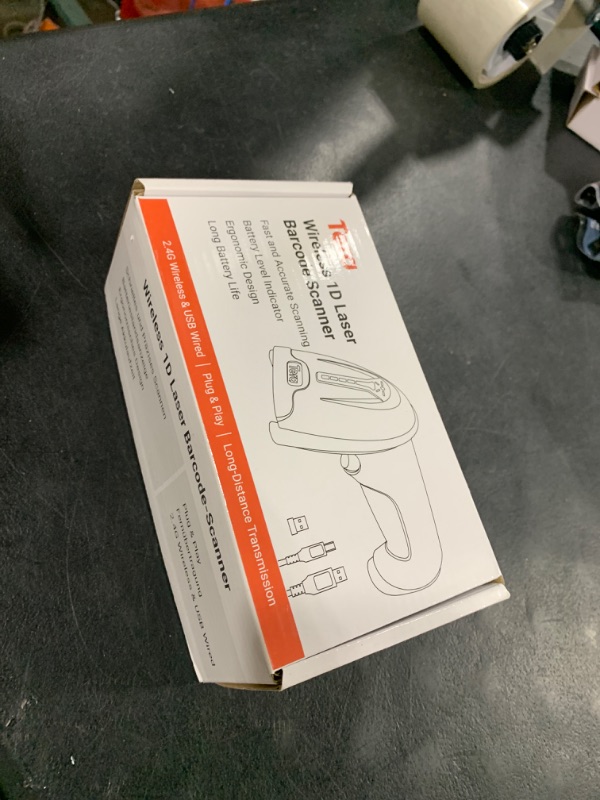 Tera
Wireless 1D Laser
Barcode Scanner
Fast and Accurate Scanning
Battery Level Indicator
Ergonomic Design
Long Battery Life
2.4G Wireless & USB Wired | Plug & Play | Long-Distance Transmission
Wireless 1D Laser Barcode-Scanner
Plug & Play
Fernübertragung
2.4G Wireless & USB Wired